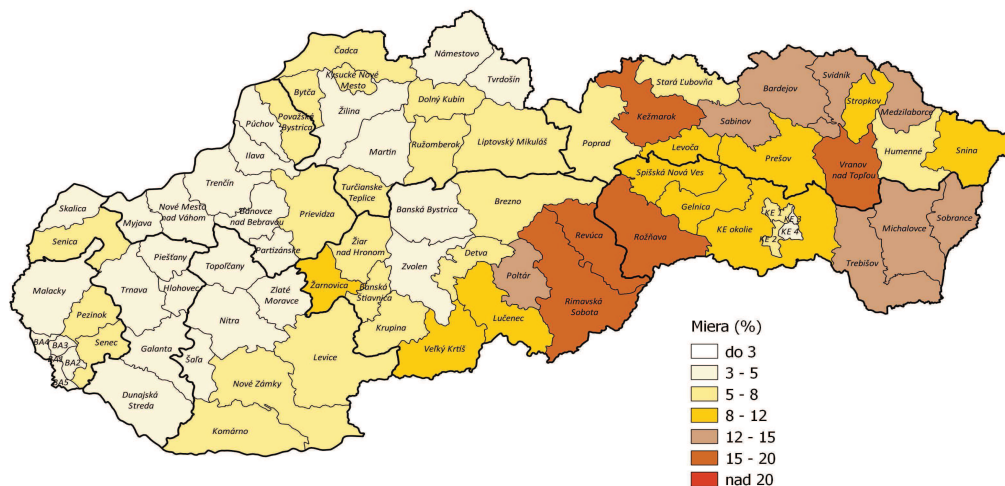 Čadca
Kysucké Nové
Mesto
Námestovo
Tvrdošín
Bytča
Považská
Bystrica
Žilina
Dolný Kubín
Stará Ľubovňa
Bardejov
Svidník
Stropkov
Medzilaborce
Kežmarok
Sabinov
Púchov
Ilava
Martin
Ružomberok
Liptovský Mikuláš
Poprad
Levoča
Prešov
Vranov
nad Topľou
Humenné
Snina
Trenčín
Turčianske
Teplice
Spišská Nová Ves
Gelnica
Skalica
Myjava
Nové Mesto
nad Váhom
Bánovce
nad Bebravou
Prievidza
Banská Bystrica
Brezno
Revúca
Rožňava
KE okolie
KE 1
KE 3
KE 2
KE 4
Michalovce
Sobrance
Senica
Piešťany
Partizánske
Topoľčany
Žiar
nad Hronom
Zvolen
Detva
Poltár
Trebišov
Malacky
Trnava
Hlohovec
Zlaté
Moravce
Žarnovica
Banská
Štiavnica
Rimavská
Sobota
Pezinok
Nitra
Krupina
Lučenec
Senec
Galanta
Šaľa
Levice
Veľký Krtíš
BA4
BA3
BA2
BA5
Dunajská
Streda
Nové Zámky
Komárno
Miera (%)
do 3
3 - 5
5 - 8
8 - 12
12 - 15
15 - 20
nad 20